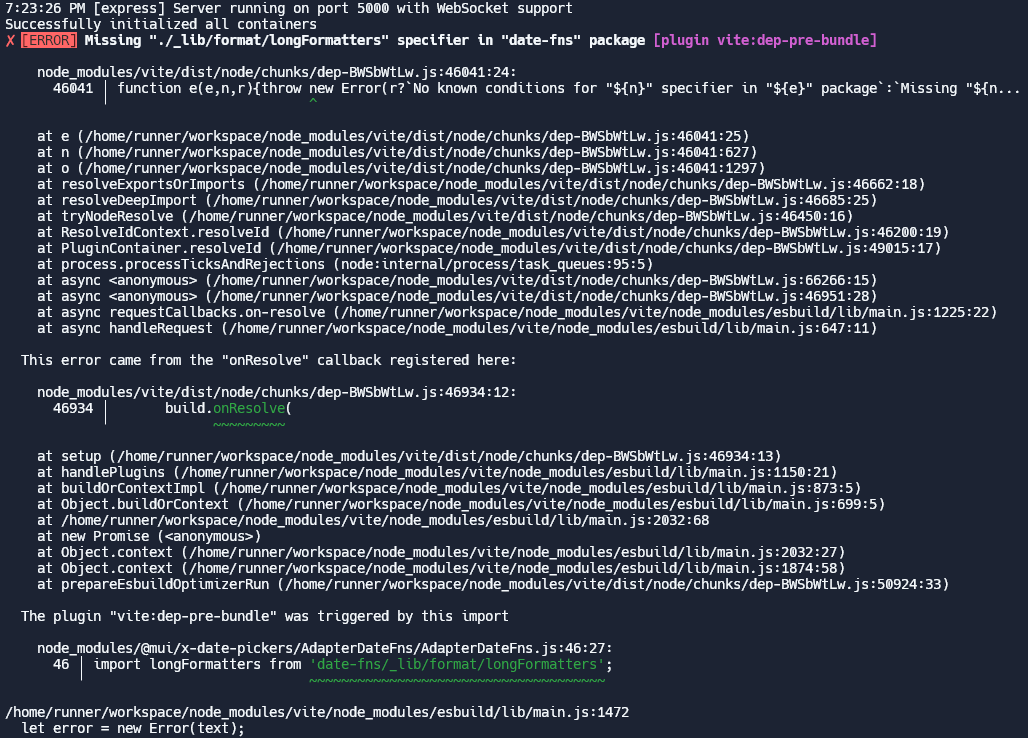 7:23:26 PM [express] Server running on port 5000 with WebSocket support
Successfully initialized all containers
✗ [ERROR] Missing "./_lib/format/longFormatters" specifier in "date-fns" package [plugin vite:dep-pre-bundle]
node_modules/vite/dist/node/chunks/dep-BWSbWtLw.js:46041:24:
46041 │ function e(e,n,r){throw new Error(r?`No known conditions for "${n}" specifier in "${e}" package`:`Missing "${n...
^
at e (/home/runner/workspace/node_modules/vite/dist/node/chunks/dep-BWSbWtLw.js:46041:25)
at n (/home/runner/workspace/node_modules/vite/dist/node/chunks/dep-BWSbWtLw.js:46041:627)
at o (/home/runner/workspace/node_modules/vite/dist/node/chunks/dep-BWSbWtLw.js:46041:1297)
at resolveExportsOrImports (/home/runner/workspace/node_modules/vite/dist/node/chunks/dep-BWSbWtLw.js:46662:18)
at resolveDeepImport (/home/runner/workspace/node_modules/vite/dist/node/chunks/dep-BWSbWtLw.js:46685:25)
at tryNodeResolve (/home/runner/workspace/node_modules/vite/dist/node/chunks/dep-BWSbWtLw.js:46450:16)
at ResolveIdContext.resolveId (/home/runner/workspace/node_modules/vite/dist/node/chunks/dep-BWSbWtLw.js:46200:19)
at PluginContainer.resolveId (/home/runner/workspace/node_modules/vite/dist/node/chunks/dep-BWSbWtLw.js:49015:17)
at process.processTicksAndRejections (node:internal/process/task_queues:95:5)
at async <anonymous> (/home/runner/workspace/node_modules/vite/dist/node/chunks/dep-BWSbWtLw.js:66266:15)
at async <anonymous> (/home/runner/workspace/node_modules/vite/dist/node/chunks/dep-BWSbWtLw.js:46951:28)
at async requestCallbacks.on-resolve (/home/runner/workspace/node_modules/vite/node_modules/esbuild/lib/main.js:1225:22)
at async handleRequest (/home/runner/workspace/node_modules/vite/node_modules/esbuild/lib/main.js:647:11)
This error came from the "onResolve" callback registered here:
node_modules/vite/dist/node/chunks/dep-BWSbWtLw.js:46934:12:
46934 │ build.onResolve(
~~~~~~~~~
at setup (/home/runner/workspace/node_modules/vite/dist/node/chunks/dep-BWSbWtLw.js:46934:13)
at handlePlugins (/home/runner/workspace/node_modules/vite/node_modules/esbuild/lib/main.js:1150:21)
at buildOrContextImpl (/home/runner/workspace/node_modules/vite/node_modules/esbuild/lib/main.js:873:5)
at Object.buildOrContext (/home/runner/workspace/node_modules/vite/node_modules/esbuild/lib/main.js:699:5)
at /home/runner/workspace/node_modules/vite/node_modules/esbuild/lib/main.js:2032:68
at new Promise (<anonymous>)
at Object.context (/home/runner/workspace/node_modules/vite/node_modules/esbuild/lib/main.js:2032:27)
at Object.context (/home/runner/workspace/node_modules/vite/node_modules/esbuild/lib/main.js:1874:58)
at prepareEsbuildOptimizerRun (/home/runner/workspace/node_modules/vite/dist/node/chunks/dep-BWSbWtLw.js:50924:33)
The plugin "vite:dep-pre-bundle" was triggered by this import
node_modules/@mui/x-date-pickers/AdapterDateFns/AdapterDateFns.js:46:27:
46 │ import longFormatters from 'date-fns/_lib/format/longFormatters';
~~~~~~~~~~~~~~~~~~~~~~~~~~~~~~~~~~~~~
/home/runner/workspace/node_modules/vite/node_modules/esbuild/lib/main.js:1472
let error = new Error(text);